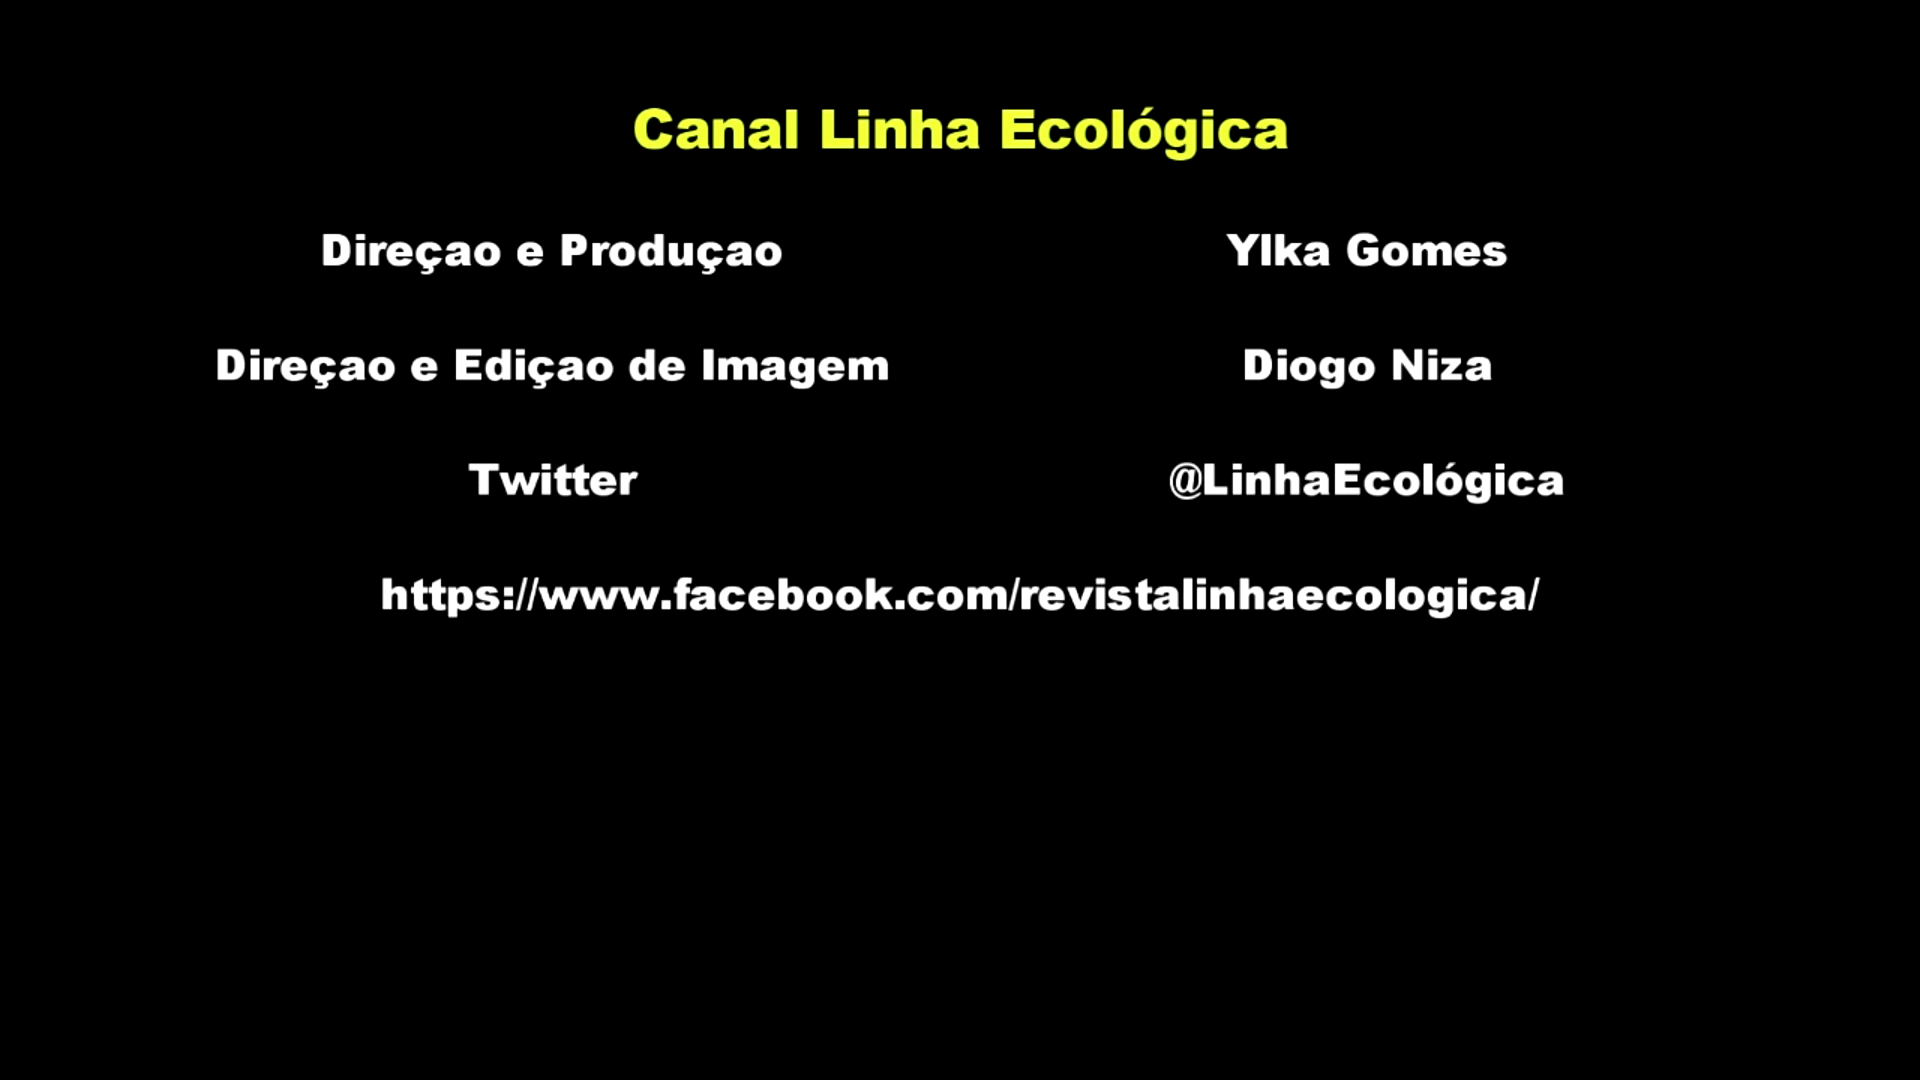 Canal Linha Ecológica
Direçao e Produçao Ylka Gomes
Direçao e Ediçao de Imagem Diogo Niza
Twitter @LinhaEcológica
https://www.facebook.com/revistalinhaecologica/